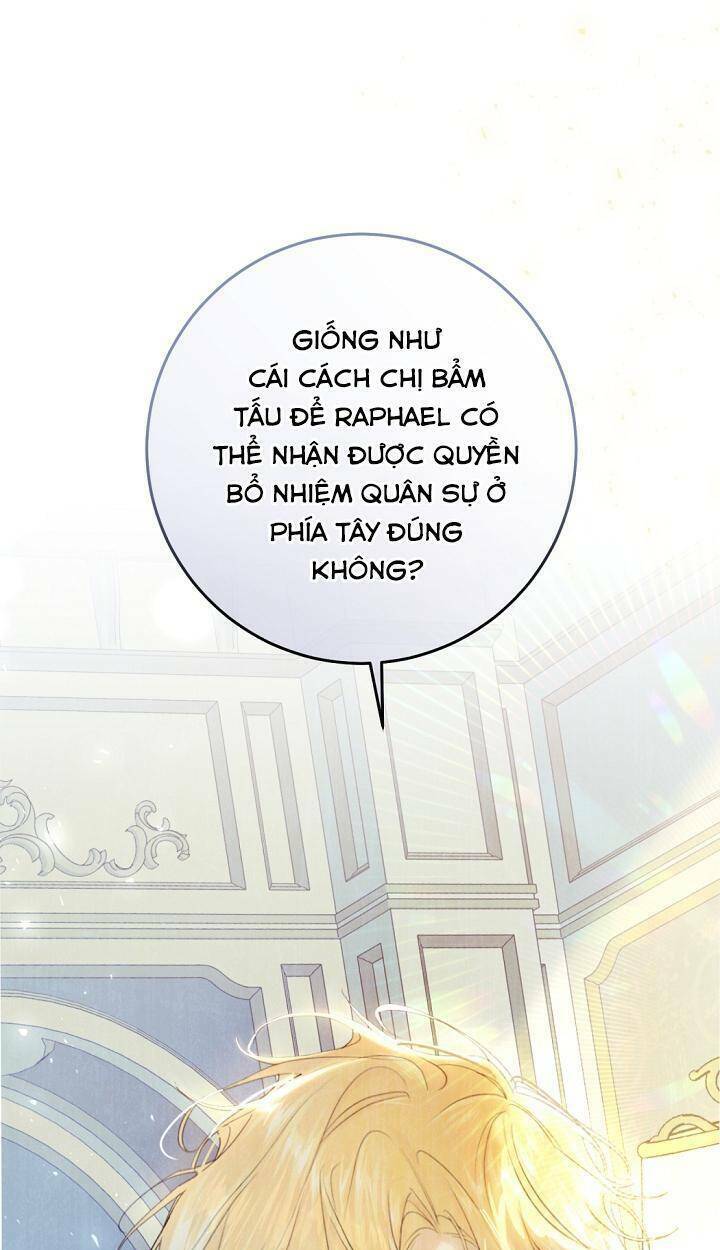 GIỐNG NHƯ
CÁI CÁCH CHỊ BẨM
TẤU ĐỂ RAPHAEL CÓ
THỂ NHẬN ĐƯỢC QUYỀN
BỔ NHIỆM QUÂN SỰ Ở
PHÍA TÂY ĐÚNG
KHÔNG?